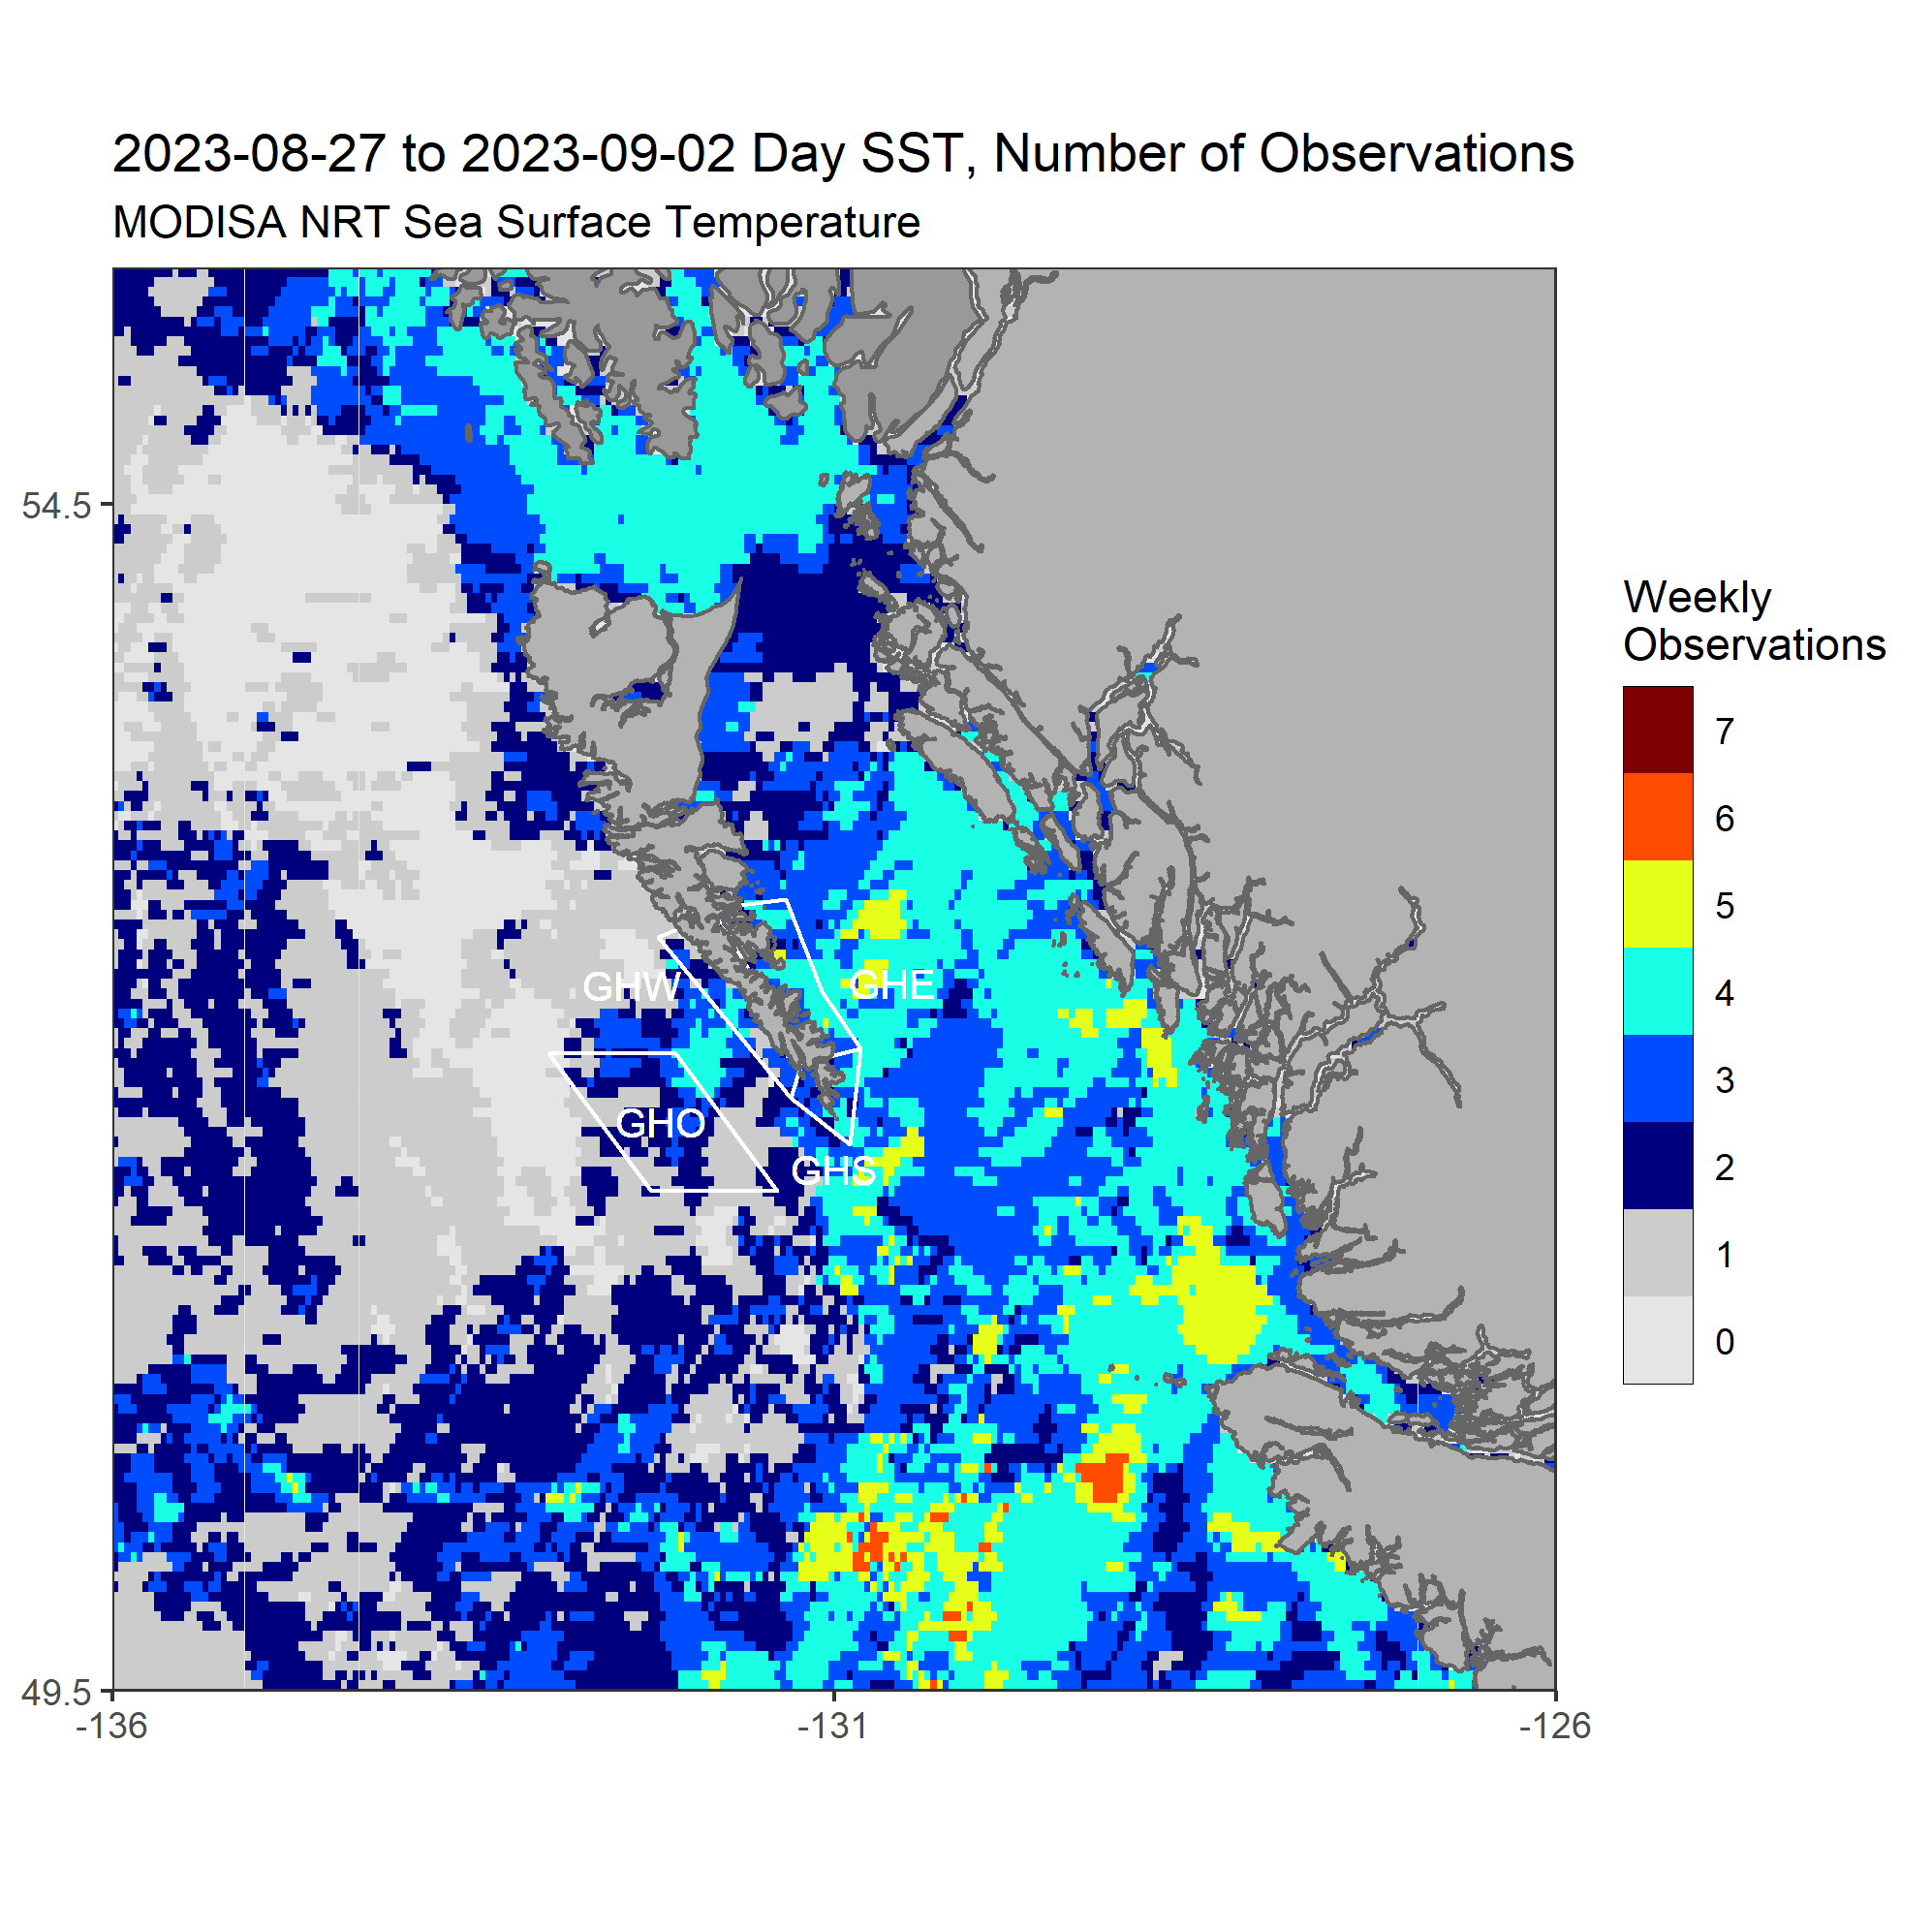 2023-08-27 to 2023-09-02 Day SST, Number of Observations
MODISA NRT Sea Surface Temperature
54.5
49.5
-136
-131
-126
GHW
GHE
GHO
GHS
Weekly
Observations
7
6
5
4
3
2
1
0